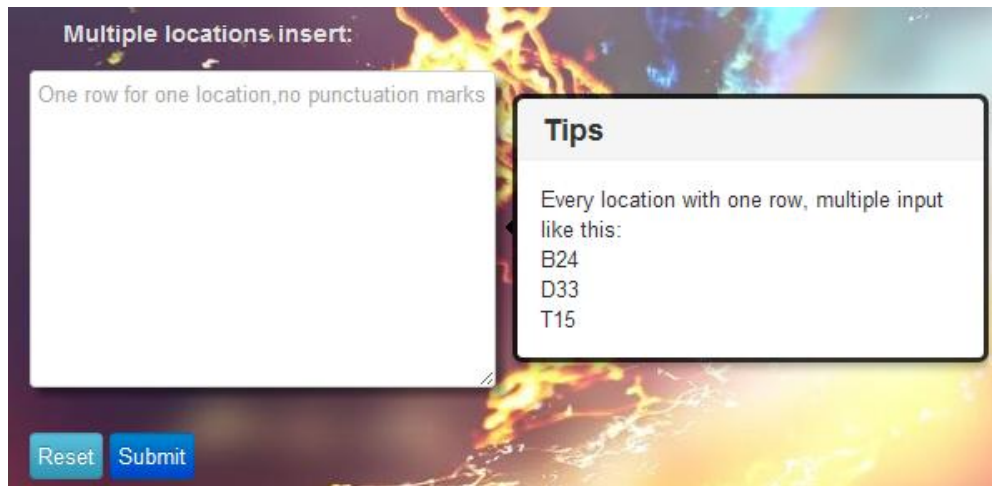 Multiple locations insert:
One row for one location,no punctuation marks
Tips
Every location with one row, multiple input
like this:
B24
D33
T15
Reset Submit